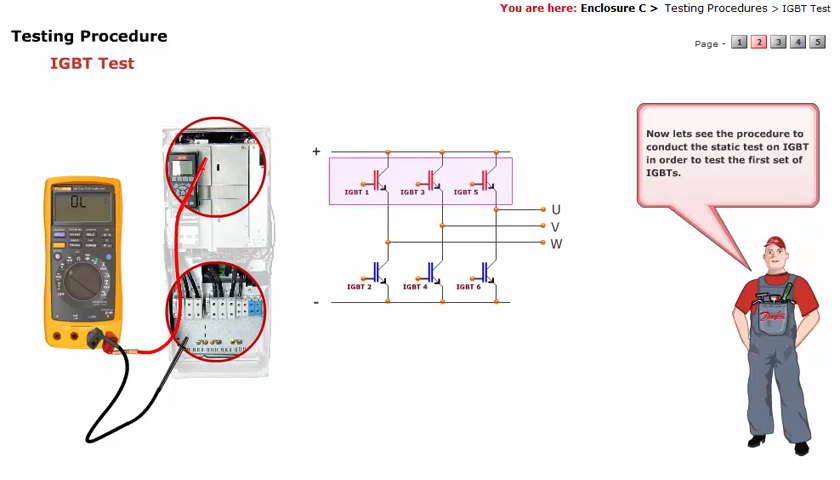 You are here: Enclosure C > Testing Procedures > IGBT Test
Testing Procedure
IGBT Test
Page - 1 2 3 4 5
Now lets see the procedure to
conduct the static test on IGBT
in order to test the first set of
IGBTs.
OL
+
IGBT 1 IGBT 3 IGBT 5
U
V
W
IGBT 2 IGBT 4 IGBT 6
-
Danfoss